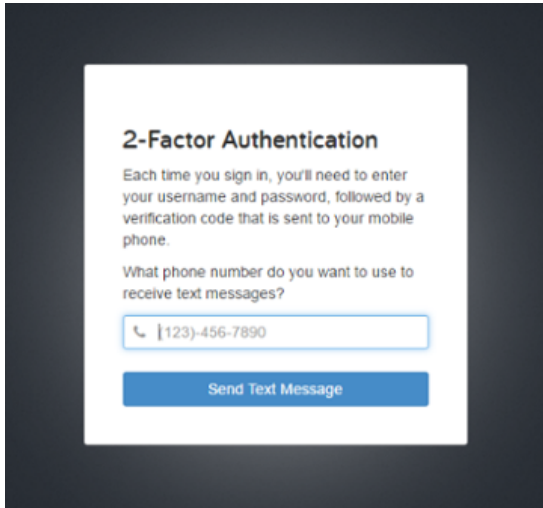 2-Factor Authentication
Each time you sign in, you'll need to enter
your username and password, followed by a
verification code that is sent to your mobile
phone.
What phone number do you want to use to
receive text messages?
(123)-456-7890
Send Text Message